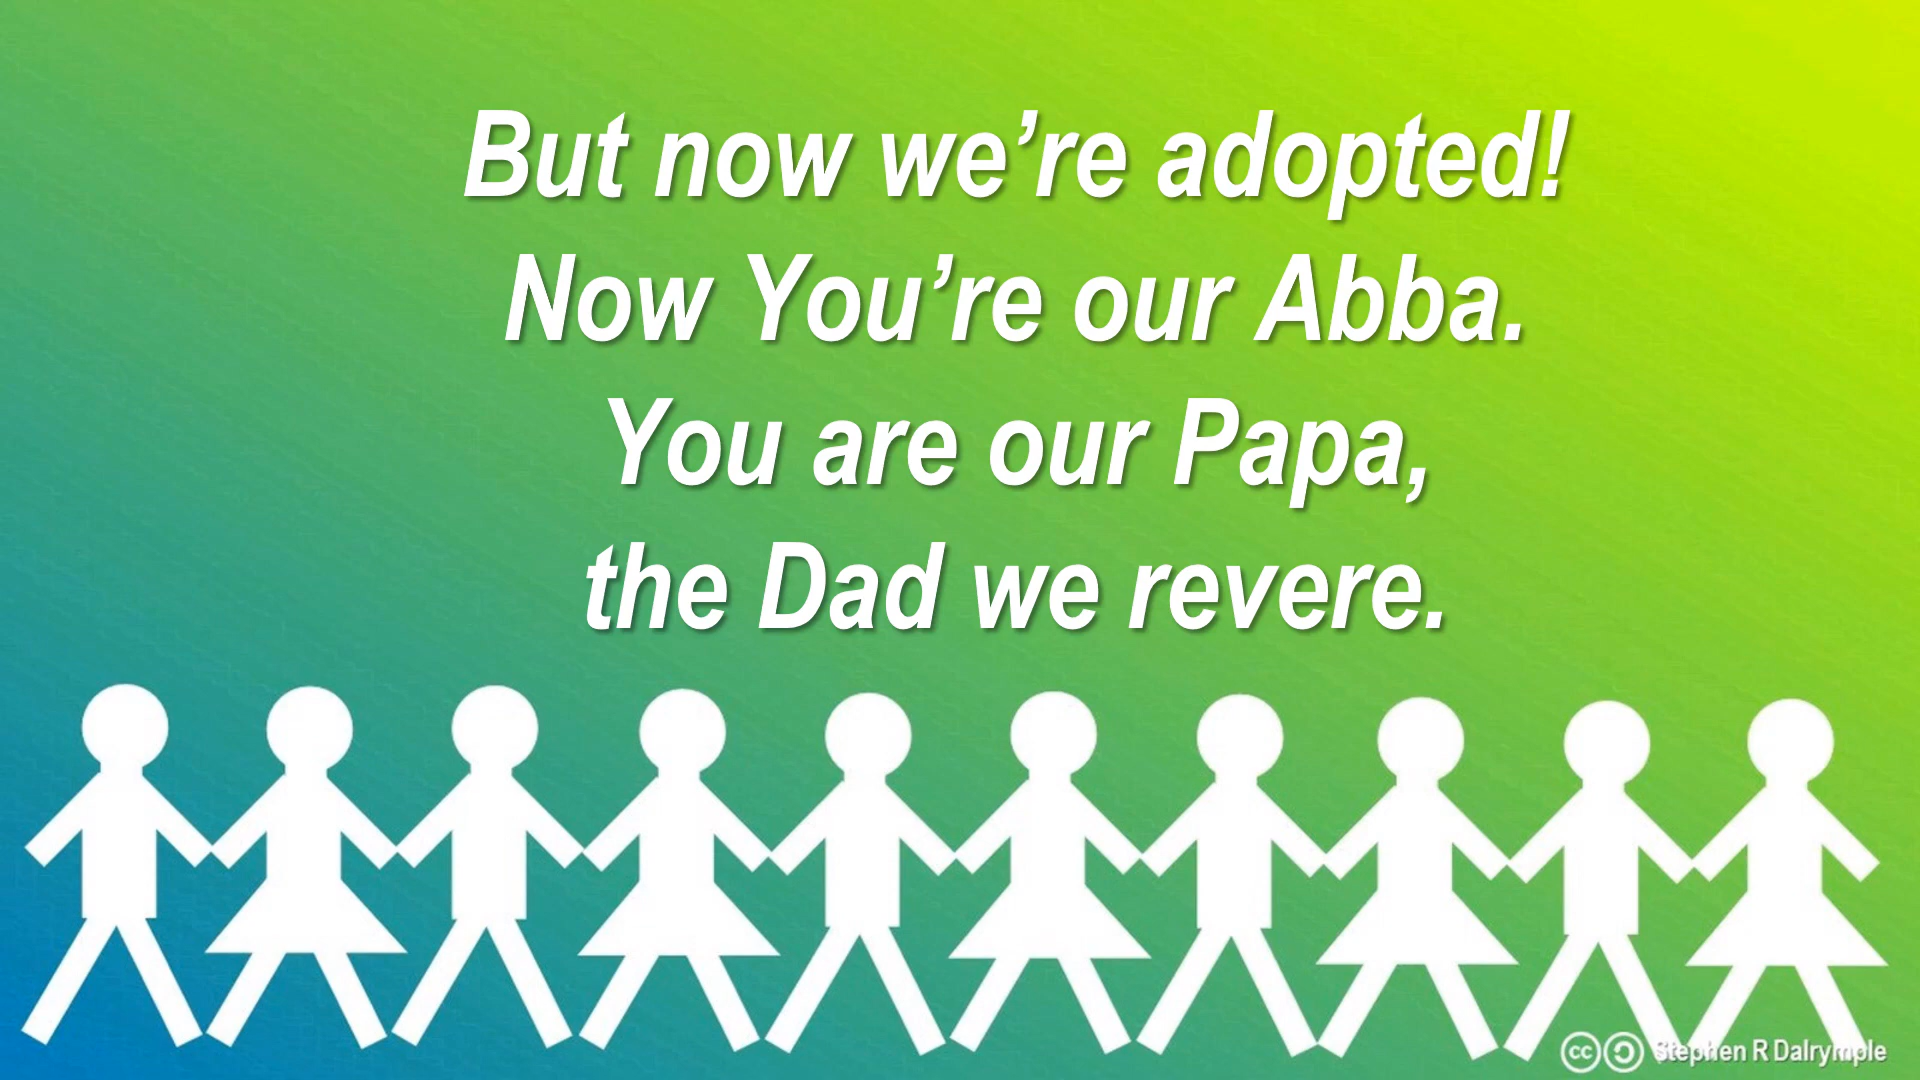 But now we’re adopted!
Now You’re our Abba.
You are our Papa,
the Dad we revere.
cc Stephen R Dalrymple